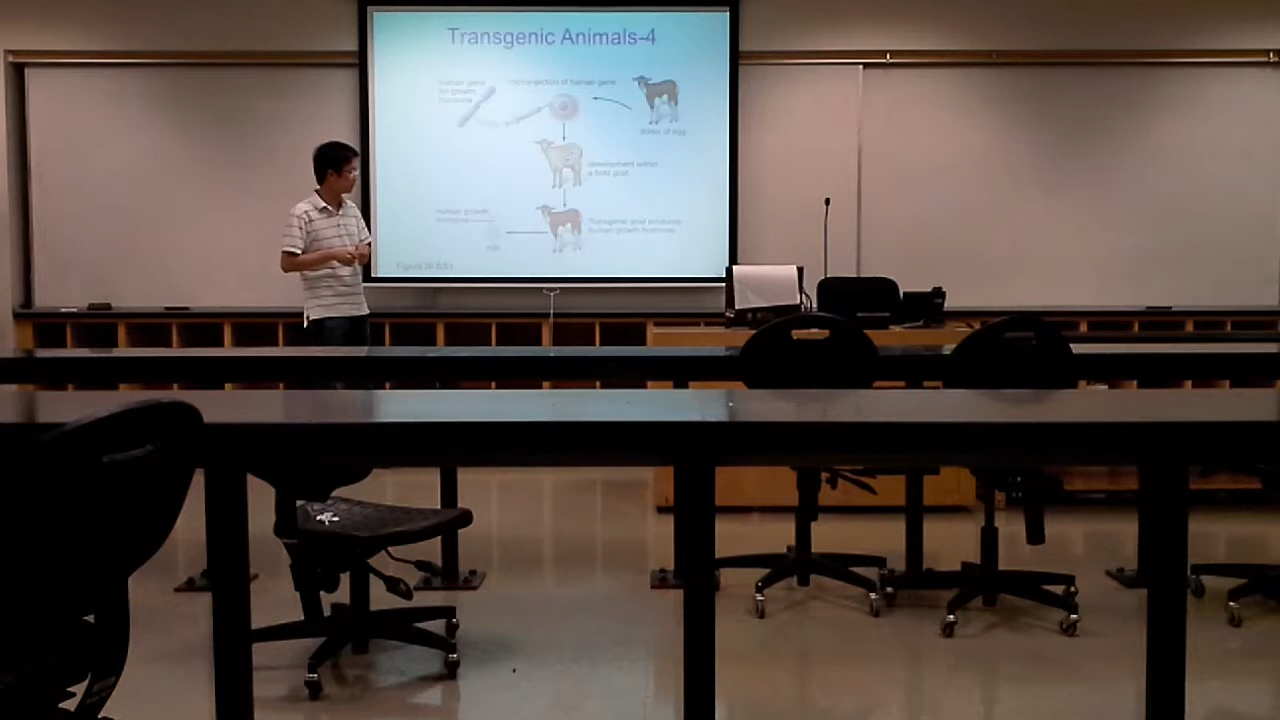 Transgenic Animals-4
human gene
for growth
hormone
microinjection of human gene
donor of egg
development within
a host goat
human growth
hormone
milk
Transgenic goat produces
human growth hormone.